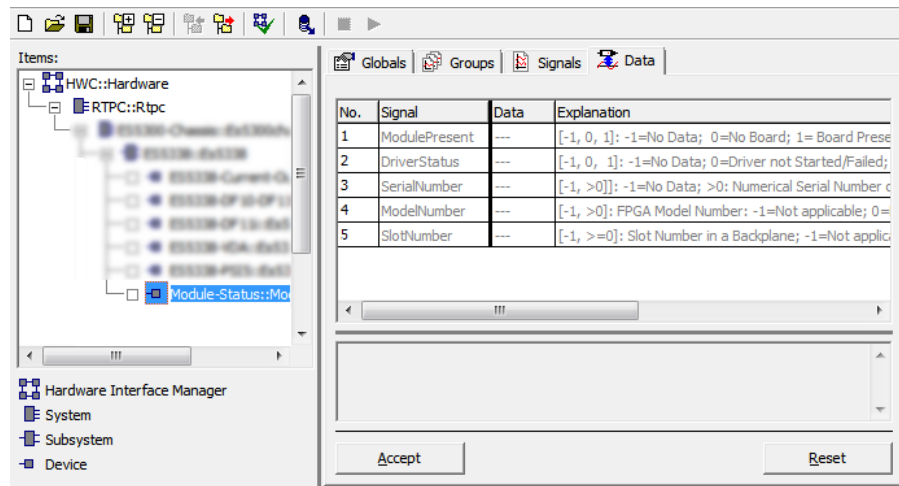 Items:
HWC::Hardware
RTPC::Rtpc
Module-Status::Mo
Hardware Interface Manager
System
Subsystem
Device
Globals Groups Signals Data
No. Signal Data Explanation
1 ModulePresent --- [-1, 0, 1]: -1=No Data; 0=No Board; 1= Board Prese
2 DriverStatus --- [-1, 0, 1]: -1=No Data; 0=Driver not Started/Failed;
3 SerialNumber --- [-1, >0]]: -1=No Data; >0: Numerical Serial Number
4 ModelNumber --- [-1, >0]: FPGA Model Number: -1=Not applicable; 0=
5 SlotNumber --- [-1, >=0]: Slot Number in a Backplane; -1=Not applic
Accept Reset